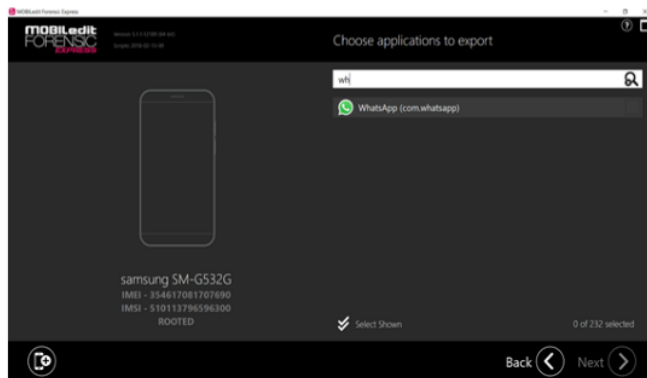 MOBILedit Forensic Express
MOBILedit
FORENSIC
EXPRESS
Choose applications to export
wh
WhatsApp (com.whatsapp)
samsung SM-G532G
IMEI - 354617081707690
IMSI - 510113796596300
ROOTED
Select Shown
0 of 232 selected
Back
Next